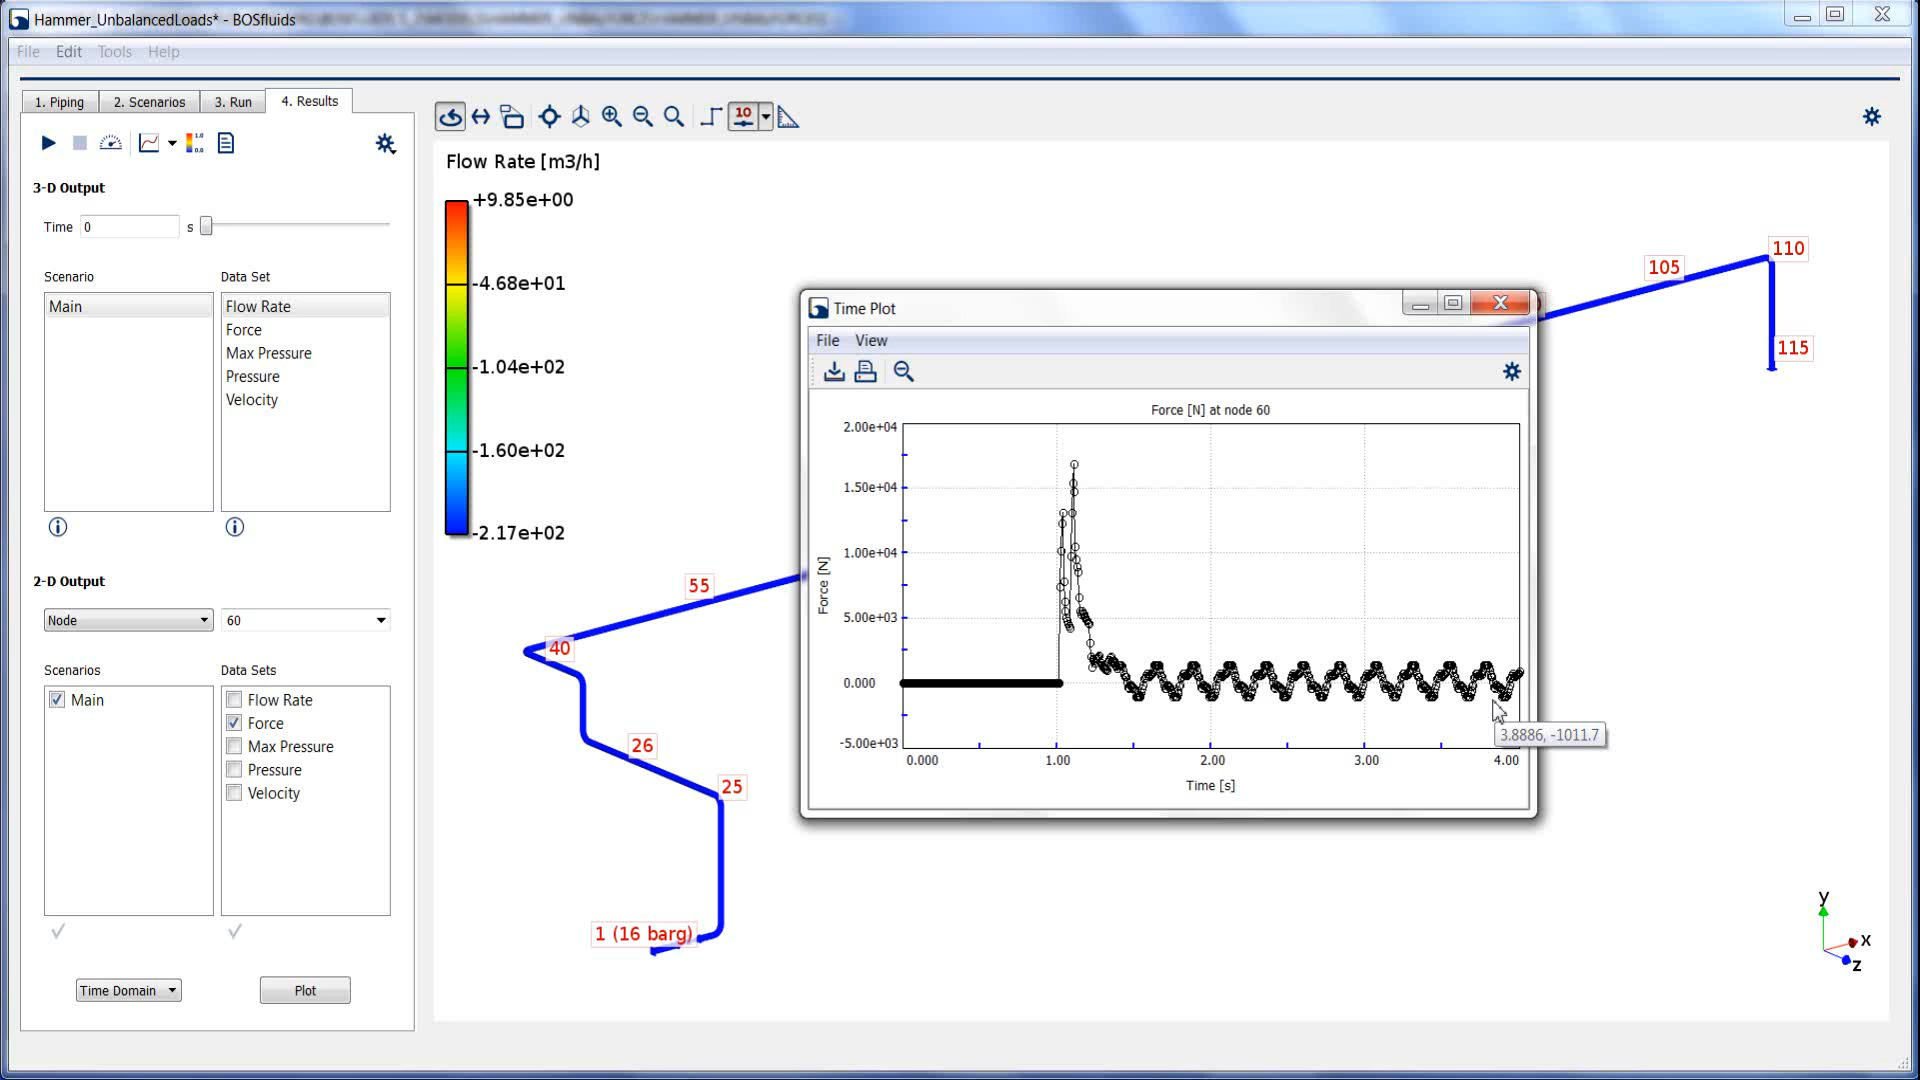 Hammer_UnbalancedLoads* - BOSfluids
File Edit Tools Help
1. Piping 2. Scenarios 3. Run 4. Results
3-D Output
Time 0 s
Scenario Data Set
Main
Flow Rate
Force
Max Pressure
Pressure
Velocity
2-D Output
Node 60
Scenarios Data Sets
Main
Flow Rate
Force
Max Pressure
Pressure
Velocity
Time Domain Plot
10
Flow Rate [m3/h]
+9.85e+00
-4.68e+01
-1.04e+02
-1.60e+02
-2.17e+02
110
105
115
55
40
26
25
1 (16 barg)
Time Plot
File View
Force [N] at node 60
2.00e+04
1.50e+04
1.00e+04
5.00e+03
0.000
-5.00e+03
Force [N]
0.000 1.00 2.00 3.00 4.00
Time [s]
3.8886, -1011.7
y
x
z